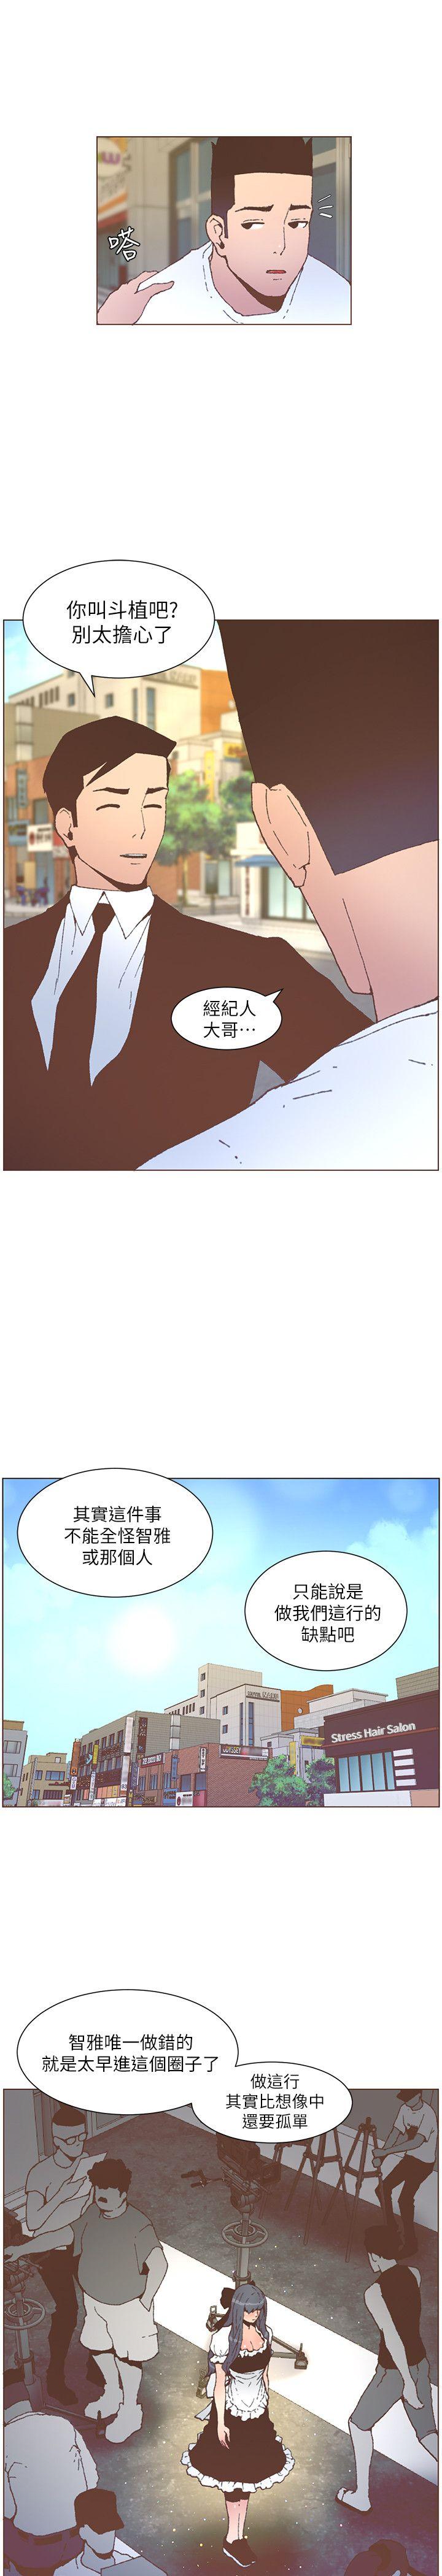 嗒
你叫斗植吧?
別太擔心了
經紀人
大哥…
其實這件事
不能全怪智雅
或那個人
只能說是
做我們這行的
缺點吧
Stress Hair Salon
智雅唯一做錯的
就是太早進這個圈子了
做這行
其實比想像中
還要孤單